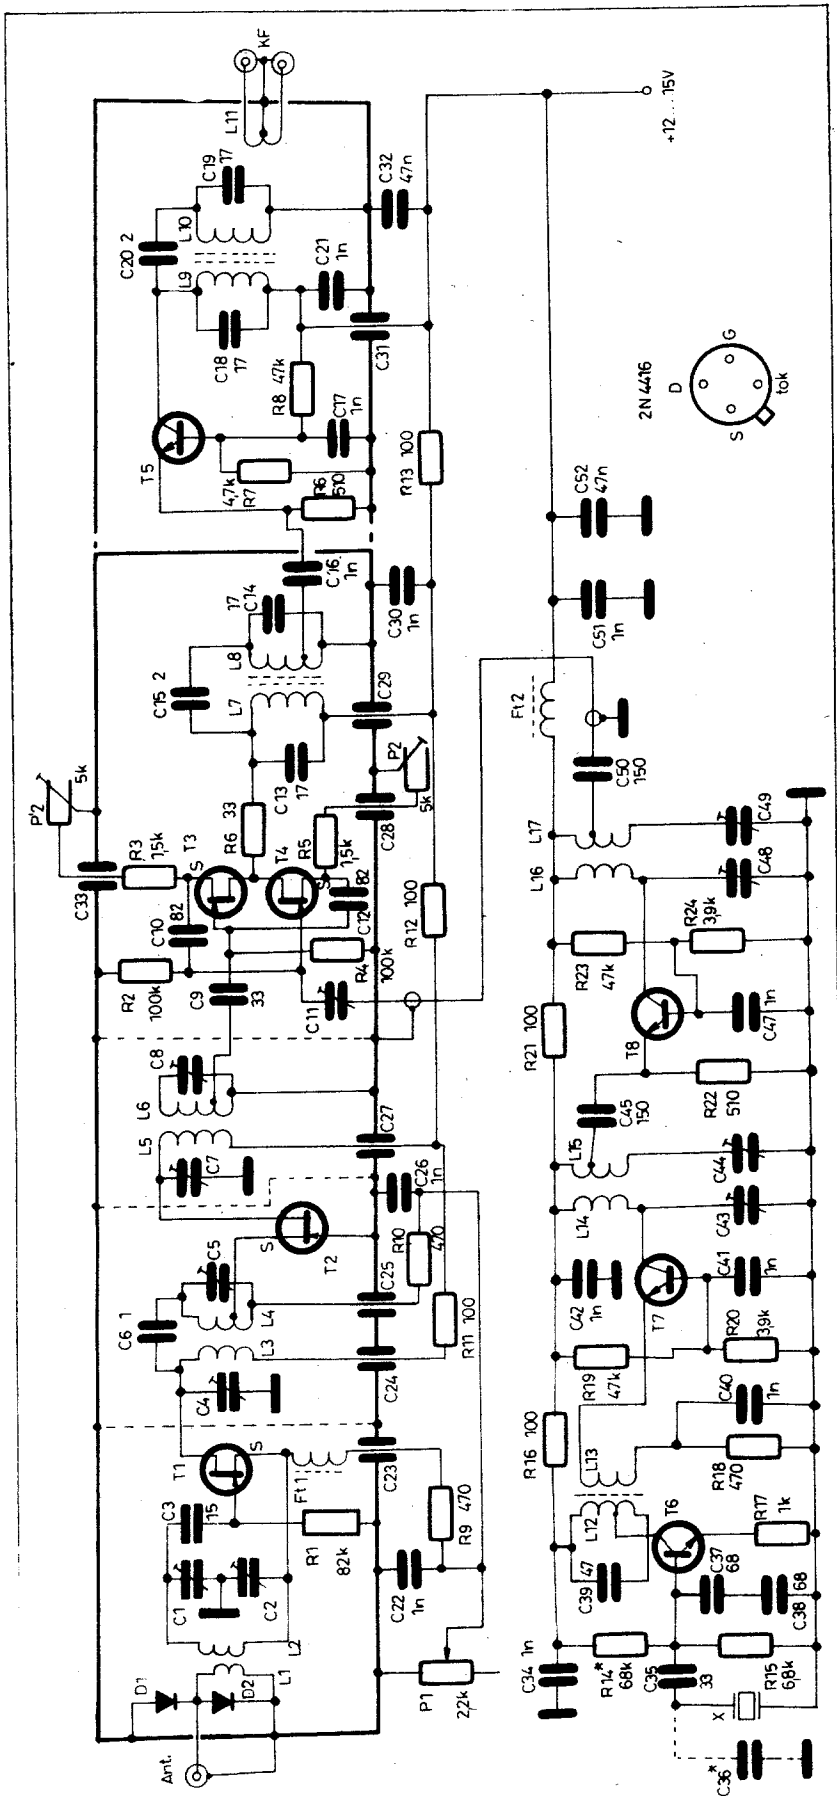 Ant.
D1
D2
L1
L2
C1
C2
C3
15
R1
82k
T1
S
Ft1
C4
L3
L4
C5
C6 1
S
T2
C7
L5
L6
C8
C9
33
R2
100k
C10
82
C11
R4
100k
C12
82
R3
1,5k
C33
P'2
5k
T3
S
T4
S
R5
1,5k
R6
33
C13
17
L7
L8
C15 2
17
C14
C16
1n
T5
4,7k
R7
R6
510
R8
47k
C17
1n
C18
17
L9
L10
C20 2
C19
17
C21
1n
L11
KF
P1
2,2k
C22
1n
R9
470
C23
C24
R11
100
C25
R10
470
C26
1n
C27
R12
100
C28
P2
5k
C29
C30
1n
R13
100
C31
C32
47n
+12...15V
C34
1n
R14*
68k
C35
33
C36*
X
R15
6,8k
C37
68
C38
68
C39
47
L12
L13
T6
R17
1k
R16
100
R18
470
C40
1n
R19
47k
R20
3,9k
T7
C41
1n
C42
1n
L14
L15
C43
C44
C45
150
R21
100
R22
510
T8
C47
1n
R23
47k
R24
3,9k
L16
L17
C48
C49
C50
150
Ft2
C51
1n
C52
47n
2N4416
D
G
S
tok